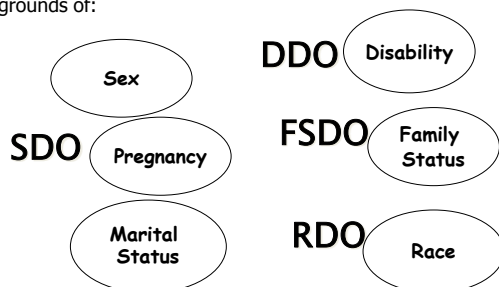 grounds of:
Sex
SDO
Pregnancy
Marital
Status
DDO
Disability
FSDO
Family
Status
RDO
Race